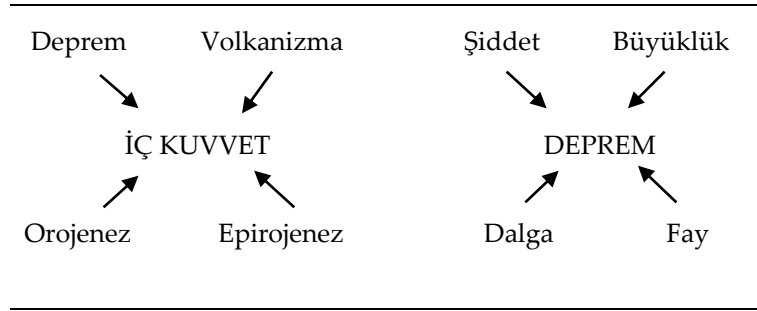 Deprem Volkanizma Şiddet Büyüklük
İÇ KUVVET DEPREM
Orojenez Epirojenez Dalga Fay